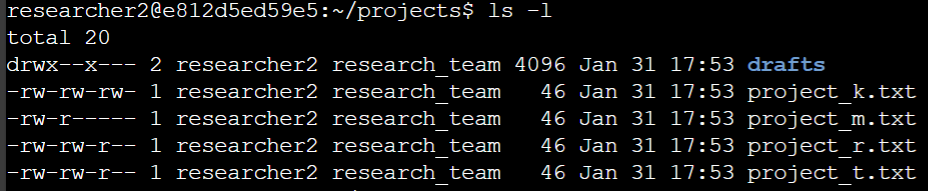 researcher2@e812d5ed59e5:~/projects$ ls -l
total 20
drwx--x--- 2 researcher2 research_team 4096 Jan 31 17:53 drafts
-rw-rw-rw- 1 researcher2 research_team   46 Jan 31 17:53 project_k.txt
-rw-r----- 1 researcher2 research_team   46 Jan 31 17:53 project_m.txt
-rw-rw-r-- 1 researcher2 research_team   46 Jan 31 17:53 project_r.txt
-rw-rw-r-- 1 researcher2 research_team   46 Jan 31 17:53 project_t.txt